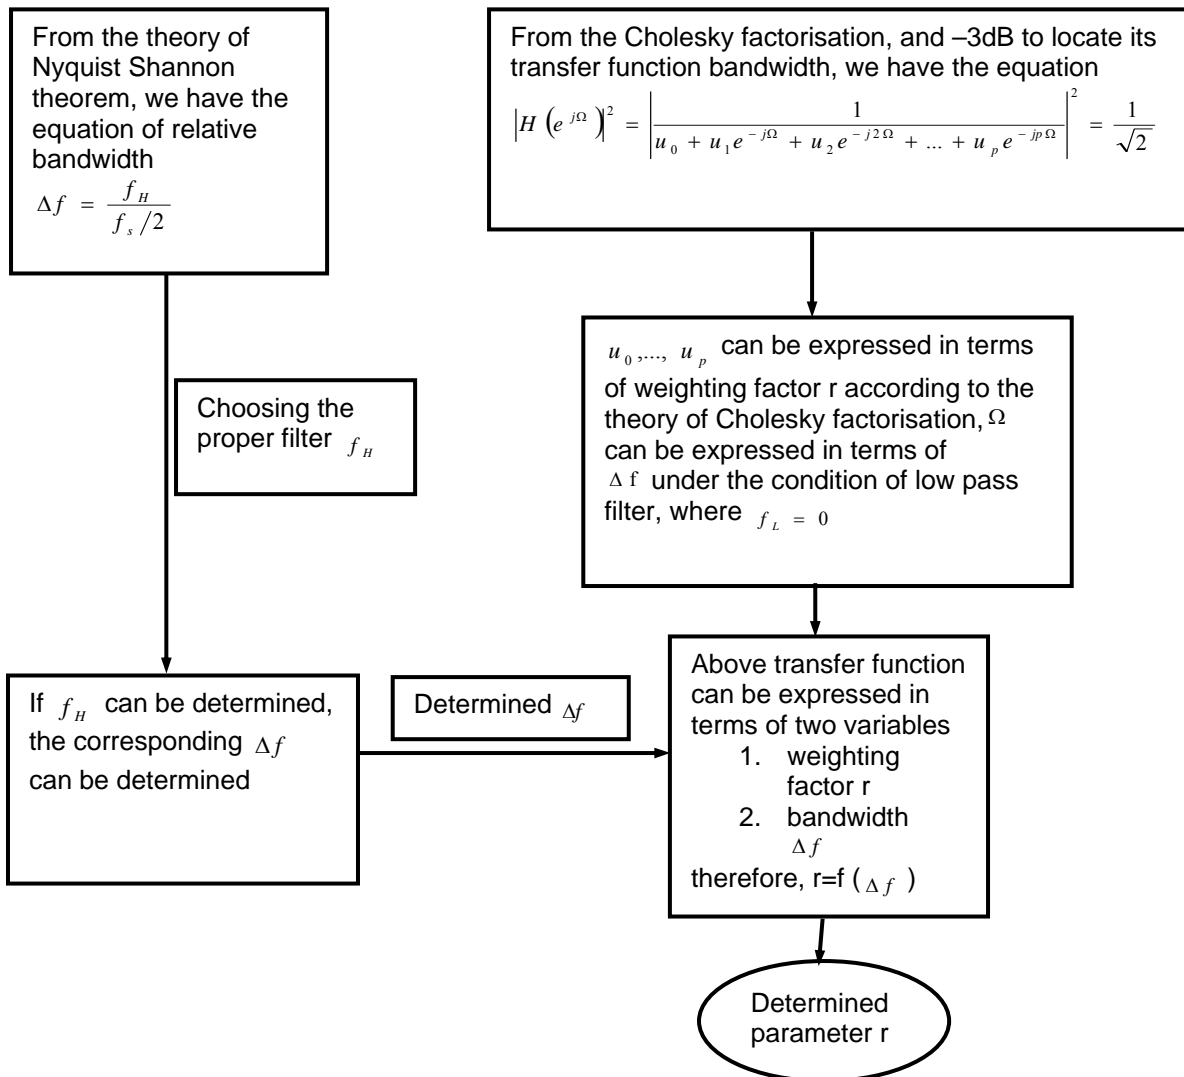 From the theory of
Nyquist Shannon
theorem, we have the
equation of relative
bandwidth
Δf = f_H / (f_s/2)
From the Cholesky factorisation, and –3dB to locate its
transfer function bandwidth, we have the equation
|H (e^{jΩ})|^2 = |1 / (u_0 + u_1 e^{-jΩ} + u_2 e^{-j2Ω} + ... + u_p e^{-jpΩ})|^2 = 1/√2
Choosing the
proper filter f_H
u_0 ,..., u_p can be expressed in terms
of weighting factor r according to the
theory of Cholesky factorisation, Ω
can be expressed in terms of
Δf under the condition of low pass
filter, where f_L = 0
If f_H can be determined,
the corresponding Δf
can be determined
Determined Δf
Above transfer function
can be expressed in
terms of two variables
1. weighting
factor r
2. bandwidth
Δf
therefore, r=f (Δf)
Determined
parameter r